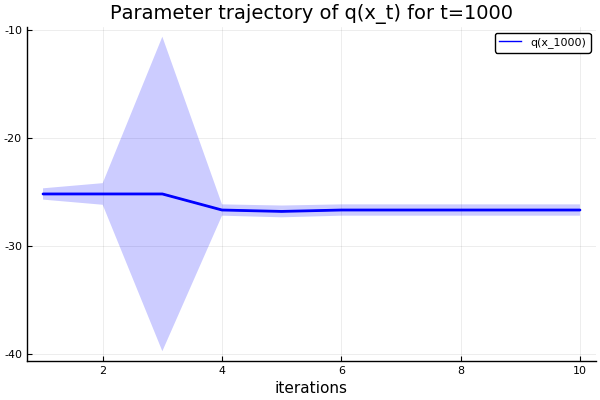 Parameter trajectory of q(x_t) for t=1000
-10
q(x_1000)
-20
-30
-40
2 4 6 8 10
iterations